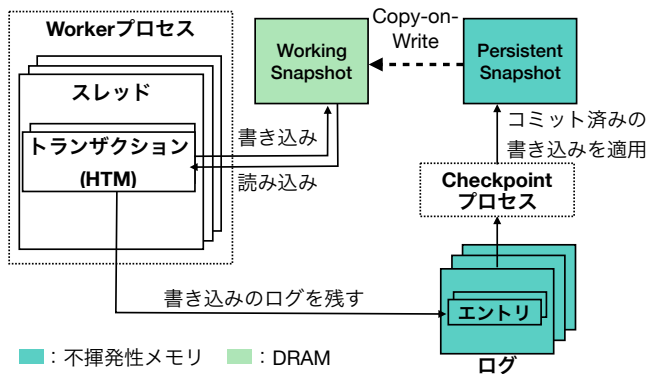 Workerプロセス
スレッド
トランザクション
(HTM)
Working
Snapshot
Copy-on-
Write
Persistent
Snapshot
書き込み
読み込み
コミット済みの
書き込みを適用
Checkpoint
プロセス
書き込みのログを残す
エントリ
ログ
：不揮発性メモリ
：DRAM